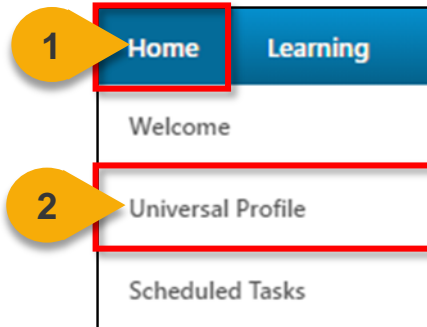 1 Home Learning
Welcome
2 Universal Profile
Scheduled Tasks